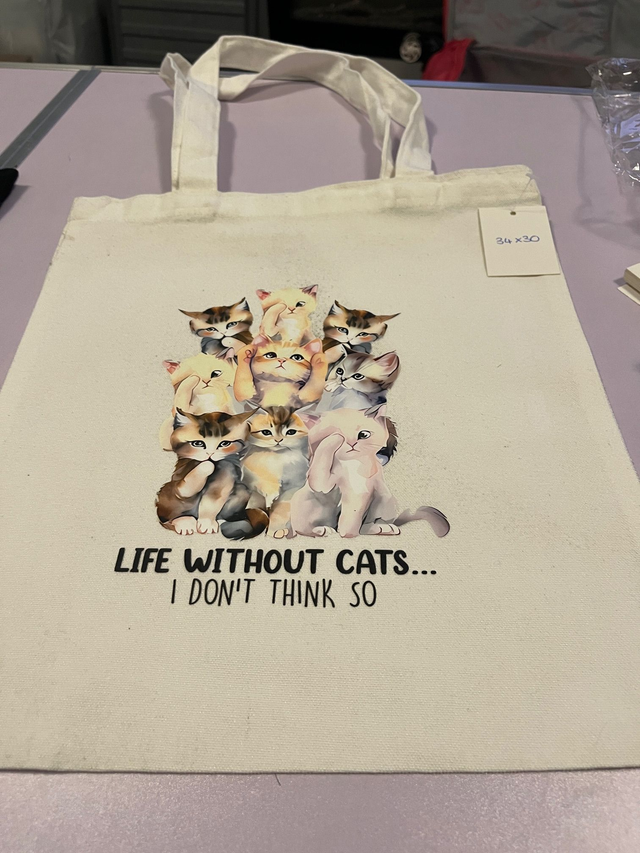 34x30
LIFE WITHOUT CATS...
I DON'T THINK SO